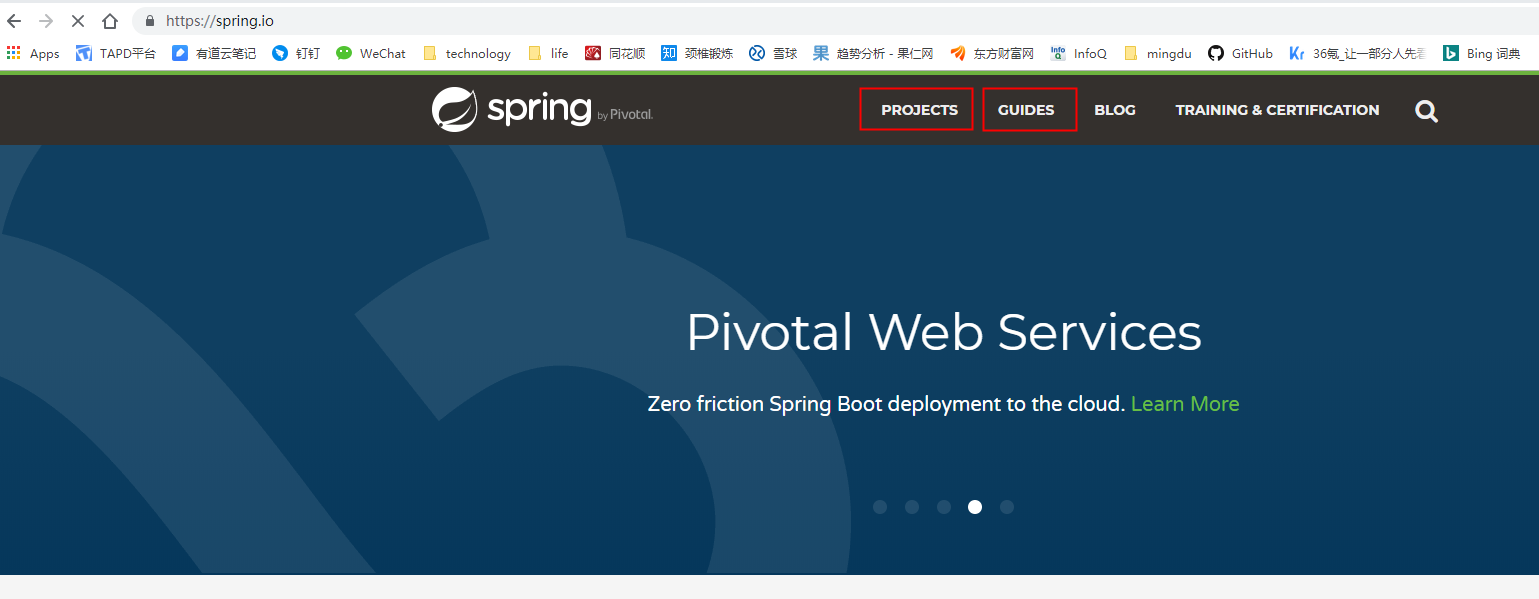 https://spring.io
Apps TAPD平台 有道云笔记 钉钉 WeChat technology life 同花顺 知 颈椎锻炼 雪球 果 趋势分析 - 果仁网 东方财富网 InfoQ InfoQ mingdu GitHub Kr 36氪_让一部分人先看 Bing 词典
spring by Pivotal. PROJECTS GUIDES BLOG TRAINING & CERTIFICATION
Pivotal Web Services
Zero friction Spring Boot deployment to the cloud. Learn More